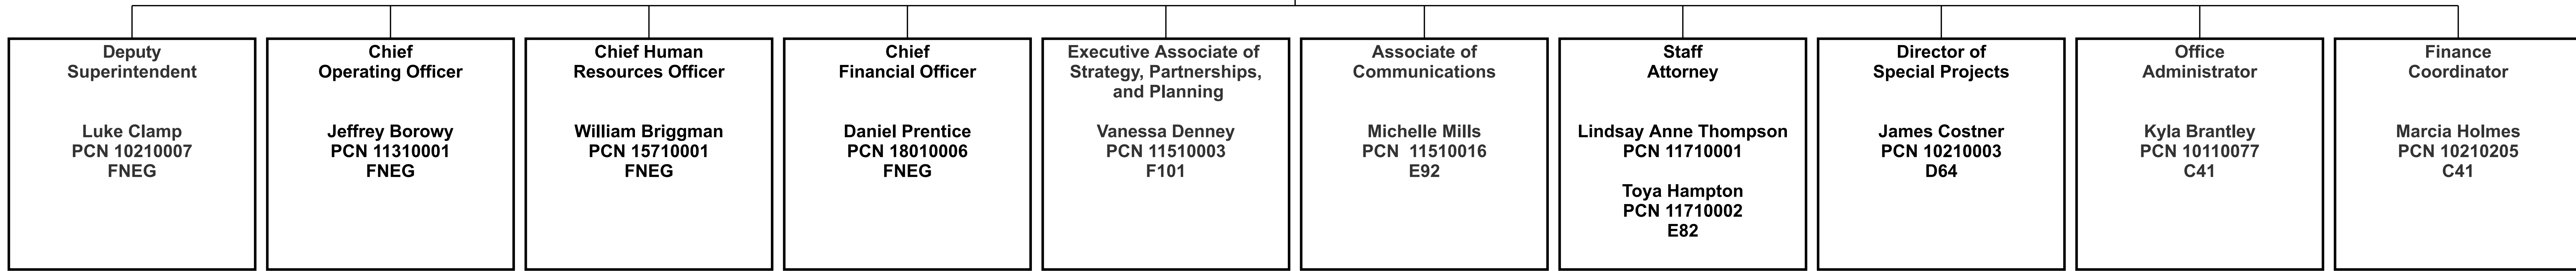 Deputy
Superintendent
Luke Clamp
PCN 10210007
FNEG
Chief
Operating Officer
Jeffrey Borowy
PCN 11310001
FNEG
Chief Human
Resources Officer
William Briggman
PCN 15710001
FNEG
Chief
Financial Officer
Daniel Prentice
PCN 18010006
FNEG
Executive Associate of
Strategy, Partnerships,
and Planning
Vanessa Denney
PCN 11510003
F101
Associate of
Communications
Michelle Mills
PCN  11510016
E92
Staff
Attorney
Lindsay Anne Thompson
PCN 11710001
Toya Hampton
PCN 11710002
E82
Director of
Special Projects
James Costner
PCN 10210003
D64
Office
Administrator
Kyla Brantley
PCN 10110077
C41
Finance
Coordinator
Marcia Holmes
PCN 10210205
C41